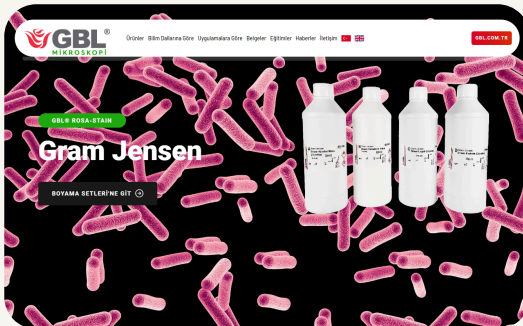 GBL®
MİKROSKOPİ
Ürünler Bilim Dallarına Göre Uygulamalara Göre Belgeler Eğitimler Haberler İletişim
GBL.COM.TR
GBL® ROSA-STAIN
Gram Jensen
BOYAMA SETLERİ'NE GİT